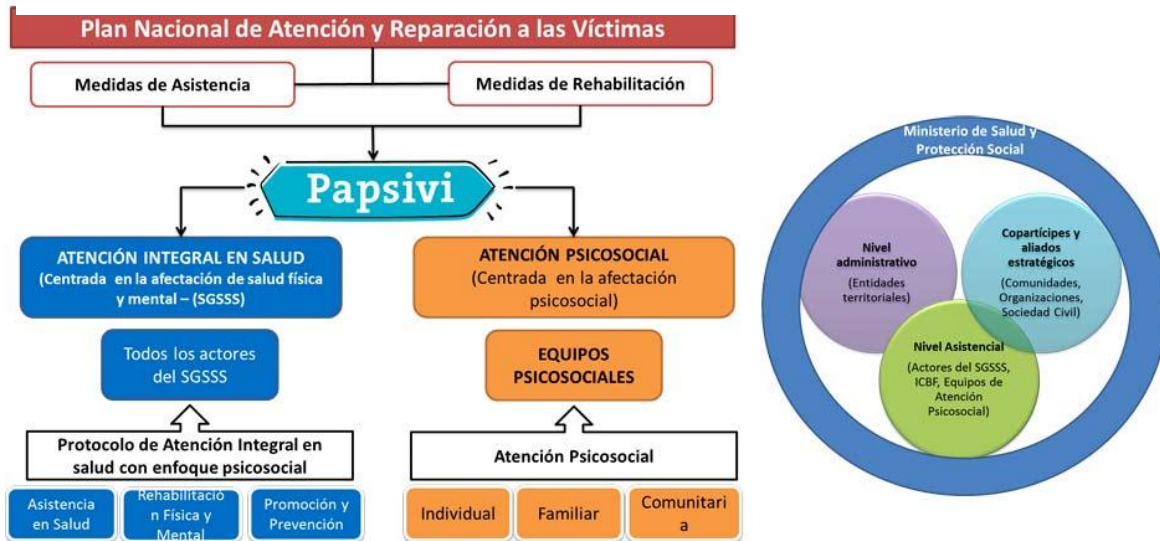 Plan Nacional de Atención y Reparación a las Víctimas
Medidas de Asistencia
Medidas de Rehabilitación
Papsivi
ATENCIÓN INTEGRAL EN SALUD
(Centrada en la afectación de salud física
y mental – (SGSSS)
ATENCIÓN PSICOSOCIAL
(Centrada en la afectación
psicosocial)
Todos los actores
del SGSSS
EQUIPOS
PSICOSOCIALES
Protocolo de Atención Integral en
salud con enfoque psicosocial
Atención Psicosocial
Asistencia
en Salud
Rehabilitació
n Física y
Mental
Promoción y
Prevención
Individual
Familiar
Comunitari
a
Ministerio de Salud y
Protección Social
Nivel
administrativo
(Entidades
territoriales)
Copartícipes y
aliados
estratégicos
(Comunidades,
Organizaciones,
Sociedad Civil)
Nivel Asistencial
(Actores del SGSSS,
ICBF, Equipos de
Atención
Psicosocial)